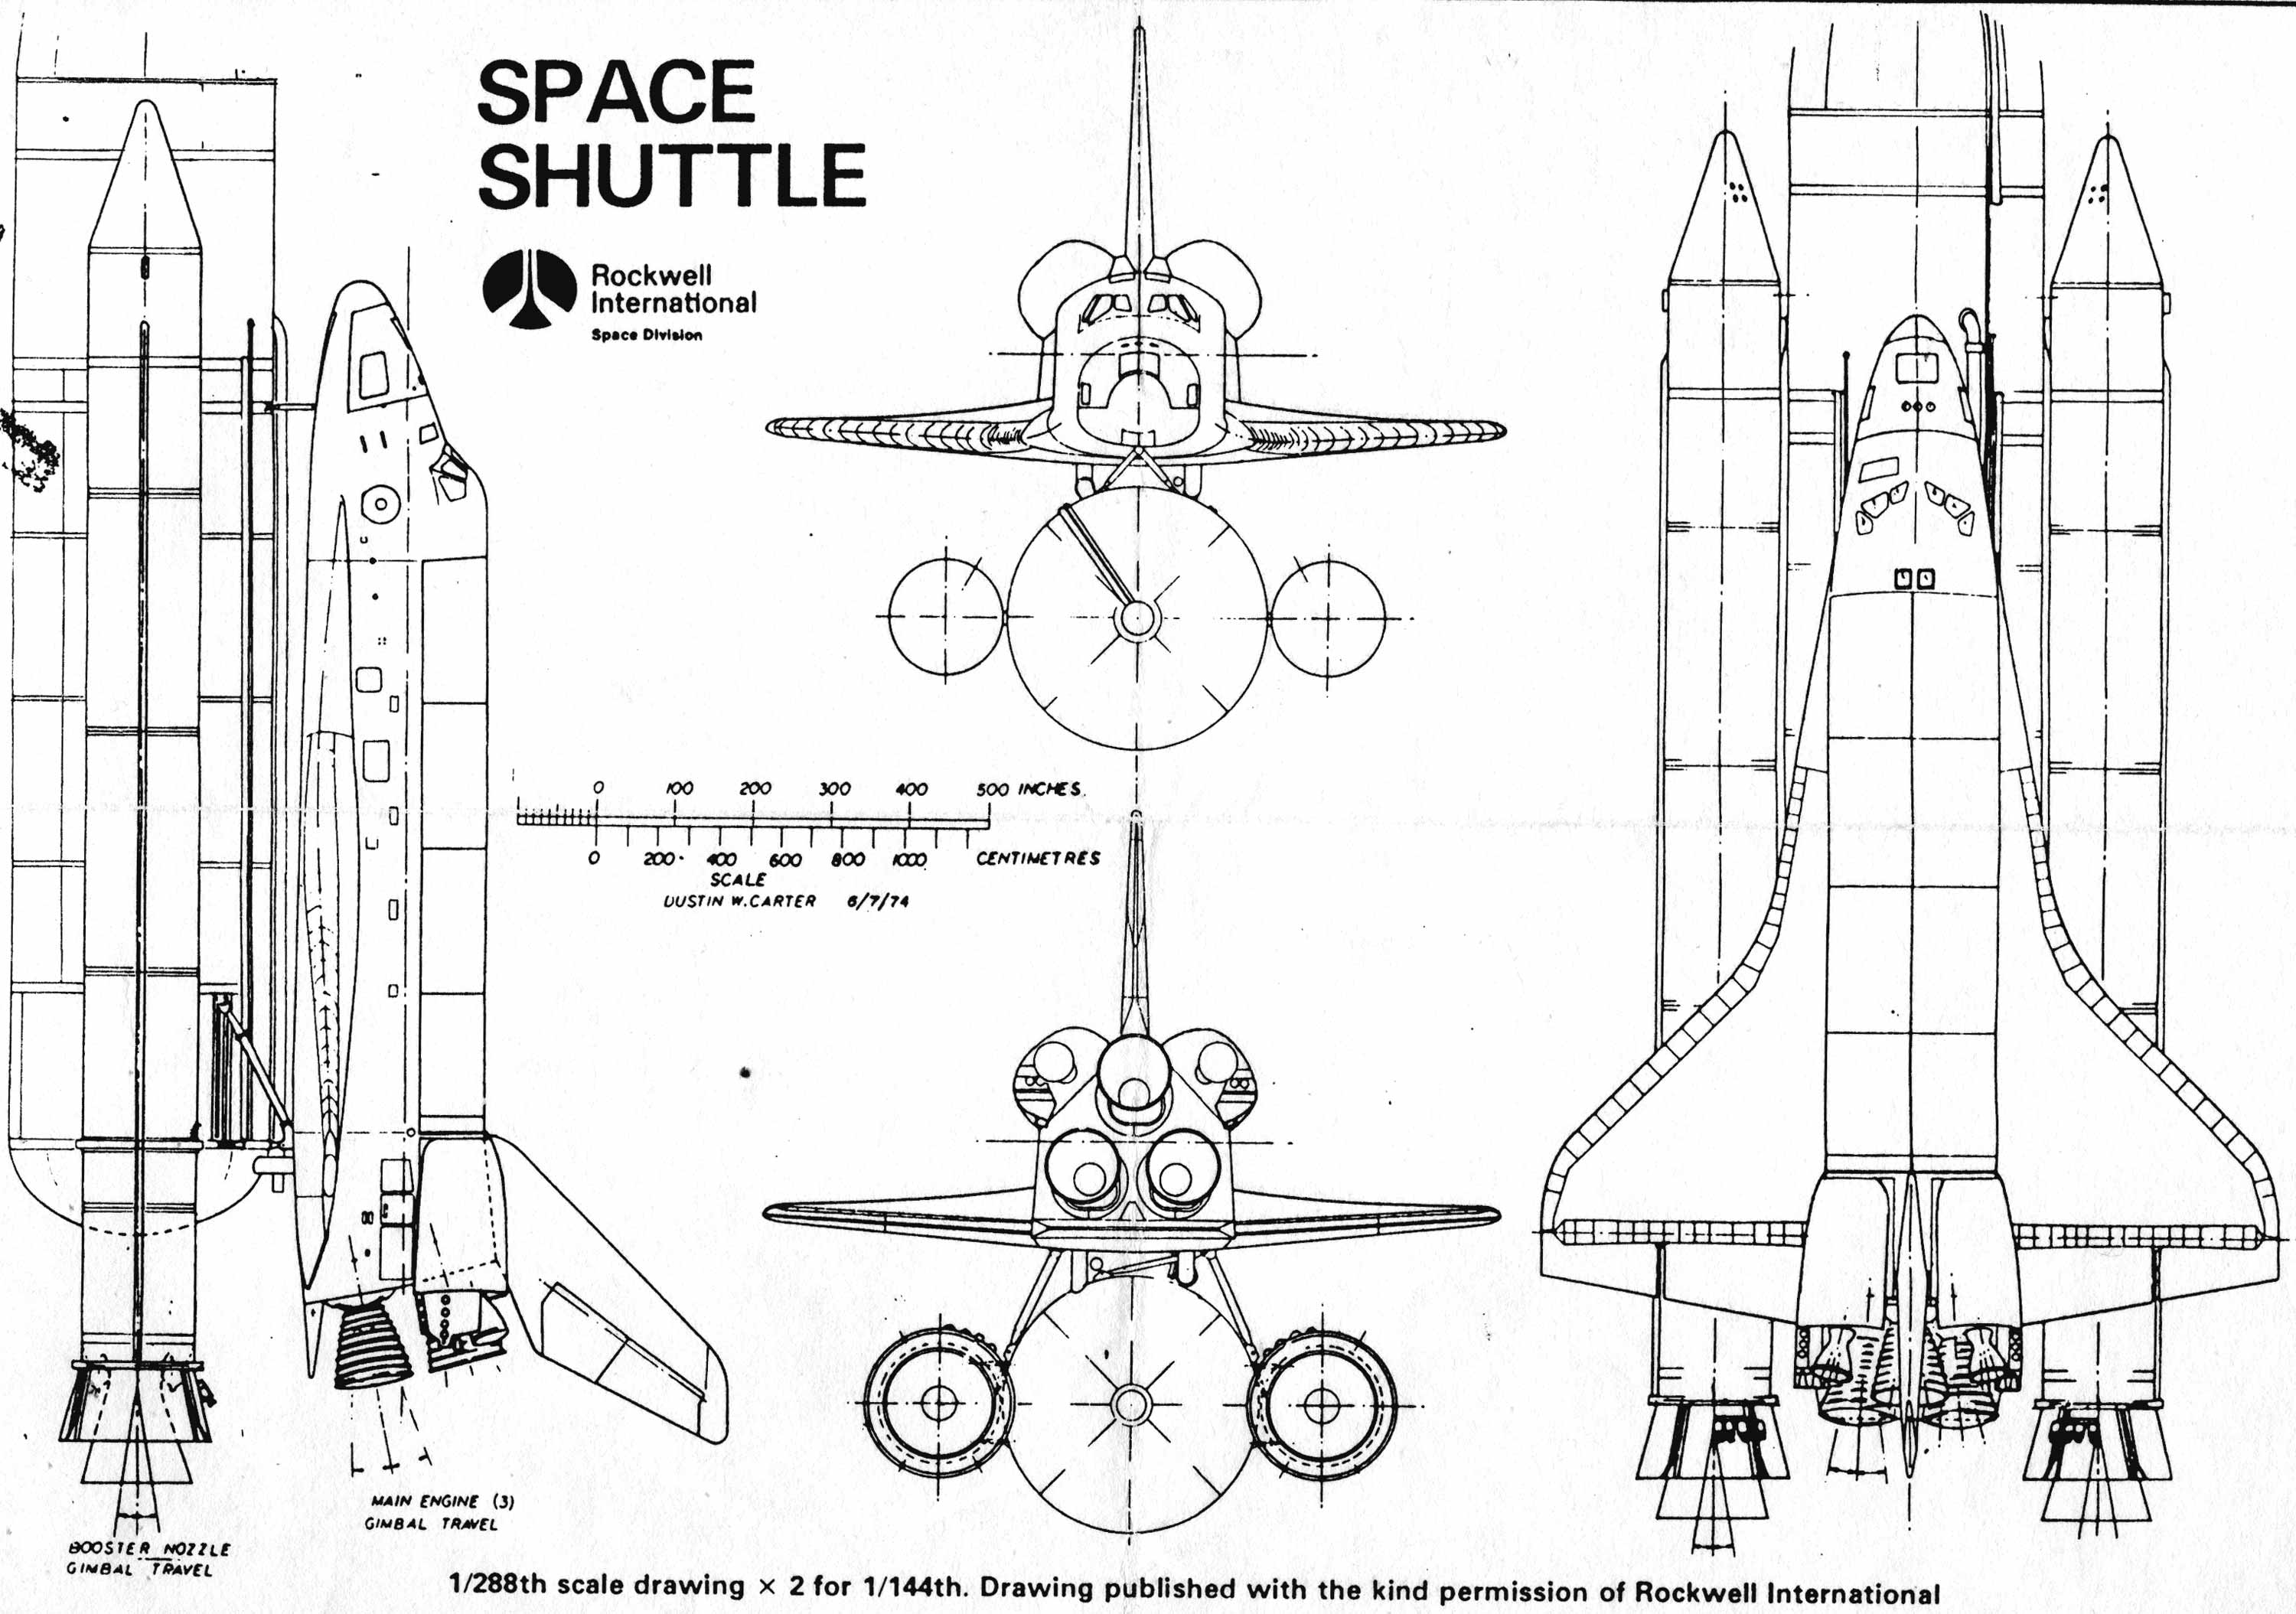 SPACE
SHUTTLE
Rockwell
International
Space Division
0 100 200 300 400 500 INCHES.
0 200 400 600 800 1000 CENTIMETRES
SCALE
DUSTIN W. CARTER 6/7/74
MAIN ENGINE (3)
GIMBAL TRAVEL
BOOSTER NOZZLE
GIMBAL TRAVEL
1/288th scale drawing × 2 for 1/144th. Drawing published with the kind permission of Rockwell International